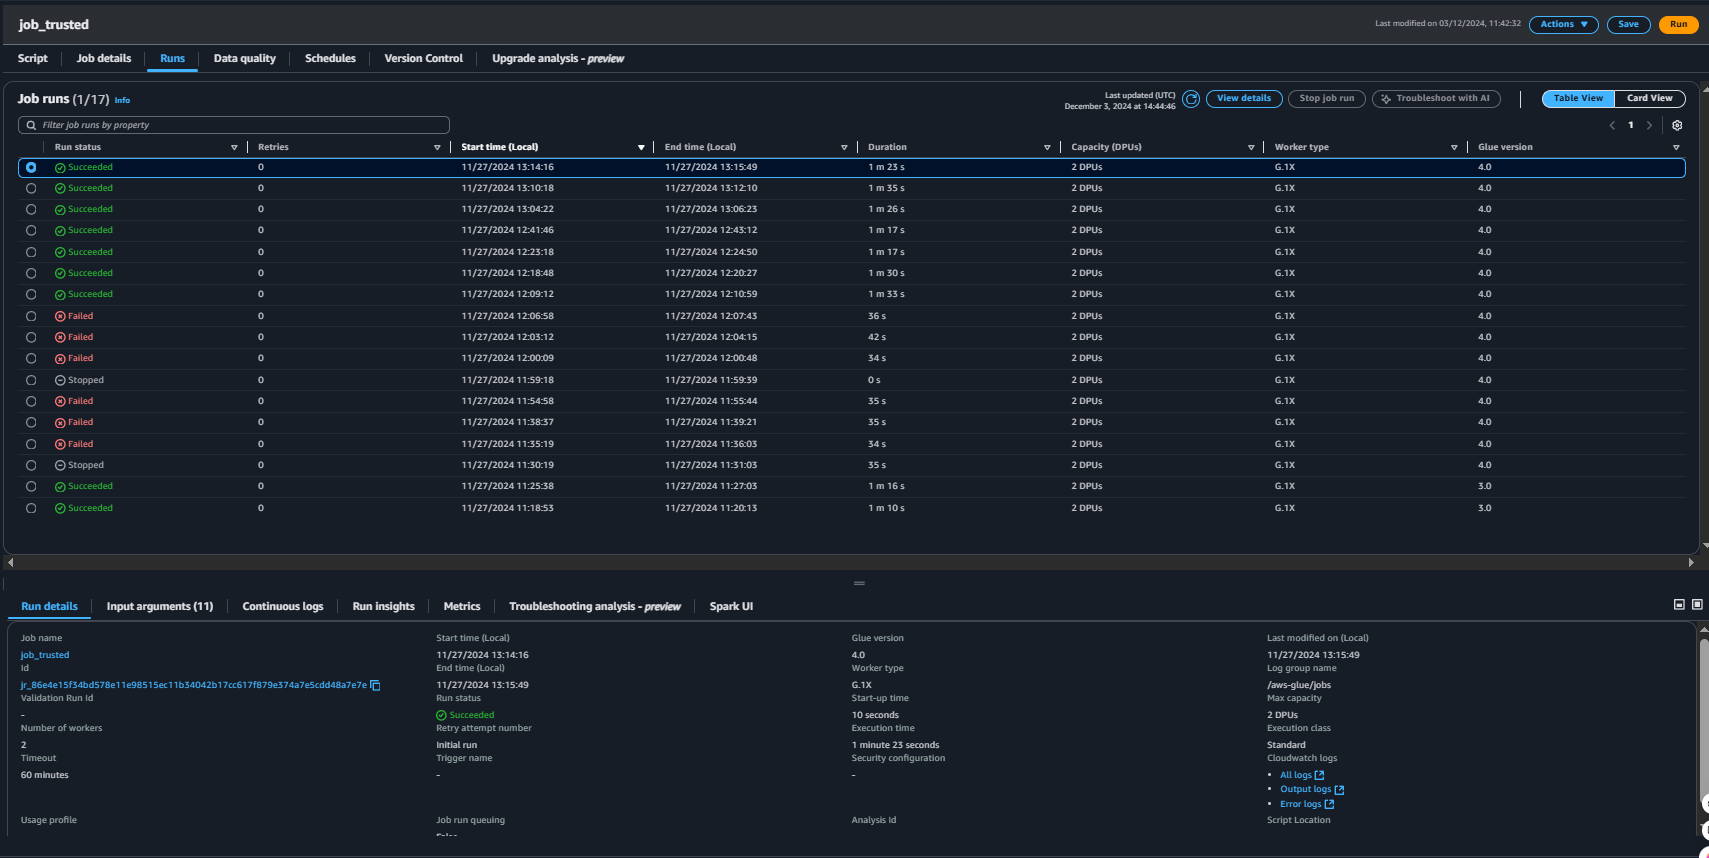 job_trusted
Last modified on 03/12/2024, 11:42:32
Actions
Save
Run
Script
Job details
Runs
Data quality
Schedules
Version Control
Upgrade analysis - preview
Job runs (1/17) Info
Last updated (UTC)
December 3, 2024 at 14:44:46
View details
Stop job run
Troubleshoot with AI
Table View
Card View
Filter job runs by property
1
Run status Retries Start time (Local) End time (Local) Duration Capacity (DPUs) Worker type Glue version
Succeeded 0 11/27/2024 13:14:16 11/27/2024 13:15:49 1 m 23 s 2 DPUs G.1X 4.0
Succeeded 0 11/27/2024 13:10:18 11/27/2024 13:12:10 1 m 35 s 2 DPUs G.1X 4.0
Succeeded 0 11/27/2024 13:04:22 11/27/2024 13:06:23 1 m 26 s 2 DPUs G.1X 4.0
Succeeded 0 11/27/2024 12:41:46 11/27/2024 12:43:12 1 m 17 s 2 DPUs G.1X 4.0
Succeeded 0 11/27/2024 12:23:18 11/27/2024 12:24:50 1 m 17 s 2 DPUs G.1X 4.0
Succeeded 0 11/27/2024 12:18:48 11/27/2024 12:20:27 1 m 30 s 2 DPUs G.1X 4.0
Succeeded 0 11/27/2024 12:09:12 11/27/2024 12:10:59 1 m 33 s 2 DPUs G.1X 4.0
Failed 0 11/27/2024 12:06:58 11/27/2024 12:07:43 36 s 2 DPUs G.1X 4.0
Failed 0 11/27/2024 12:03:12 11/27/2024 12:04:15 42 s 2 DPUs G.1X 4.0
Failed 0 11/27/2024 12:00:09 11/27/2024 12:00:48 34 s 2 DPUs G.1X 4.0
Stopped 0 11/27/2024 11:59:18 11/27/2024 11:59:39 0 s 2 DPUs G.1X 4.0
Failed 0 11/27/2024 11:54:58 11/27/2024 11:55:44 35 s 2 DPUs G.1X 4.0
Failed 0 11/27/2024 11:38:37 11/27/2024 11:39:21 35 s 2 DPUs G.1X 4.0
Failed 0 11/27/2024 11:35:19 11/27/2024 11:36:03 34 s 2 DPUs G.1X 4.0
Stopped 0 11/27/2024 11:30:19 11/27/2024 11:31:03 35 s 2 DPUs G.1X 4.0
Succeeded 0 11/27/2024 11:25:38 11/27/2024 11:27:03 1 m 16 s 2 DPUs G.1X 3.0
Succeeded 0 11/27/2024 11:18:53 11/27/2024 11:20:13 1 m 10 s 2 DPUs G.1X 3.0
Run details
Input arguments (11)
Continuous logs
Run insights
Metrics
Troubleshooting analysis - preview
Spark UI
Job name
job_trusted
Id
jr_86e4e15f34bd578e11e98515ec11b34042b17cc617f879e374a7e5cdd48a7e7e
Validation Run Id
-
Number of workers
2
Timeout
60 minutes
Usage profile
Start time (Local)
11/27/2024 13:14:16
End time (Local)
11/27/2024 13:15:49
Run status
Succeeded
Retry attempt number
Initial run
Trigger name
-
Job run queuing
False
Glue version
4.0
Worker type
G.1X
Start-up time
10 seconds
Execution time
1 minute 23 seconds
Security configuration
-
Analysis Id
Last modified on (Local)
11/27/2024 13:15:49
Log group name
/aws-glue/jobs
Max capacity
2 DPUs
Execution class
Standard
Cloudwatch logs
• All logs
• Output logs
• Error logs
Script Location